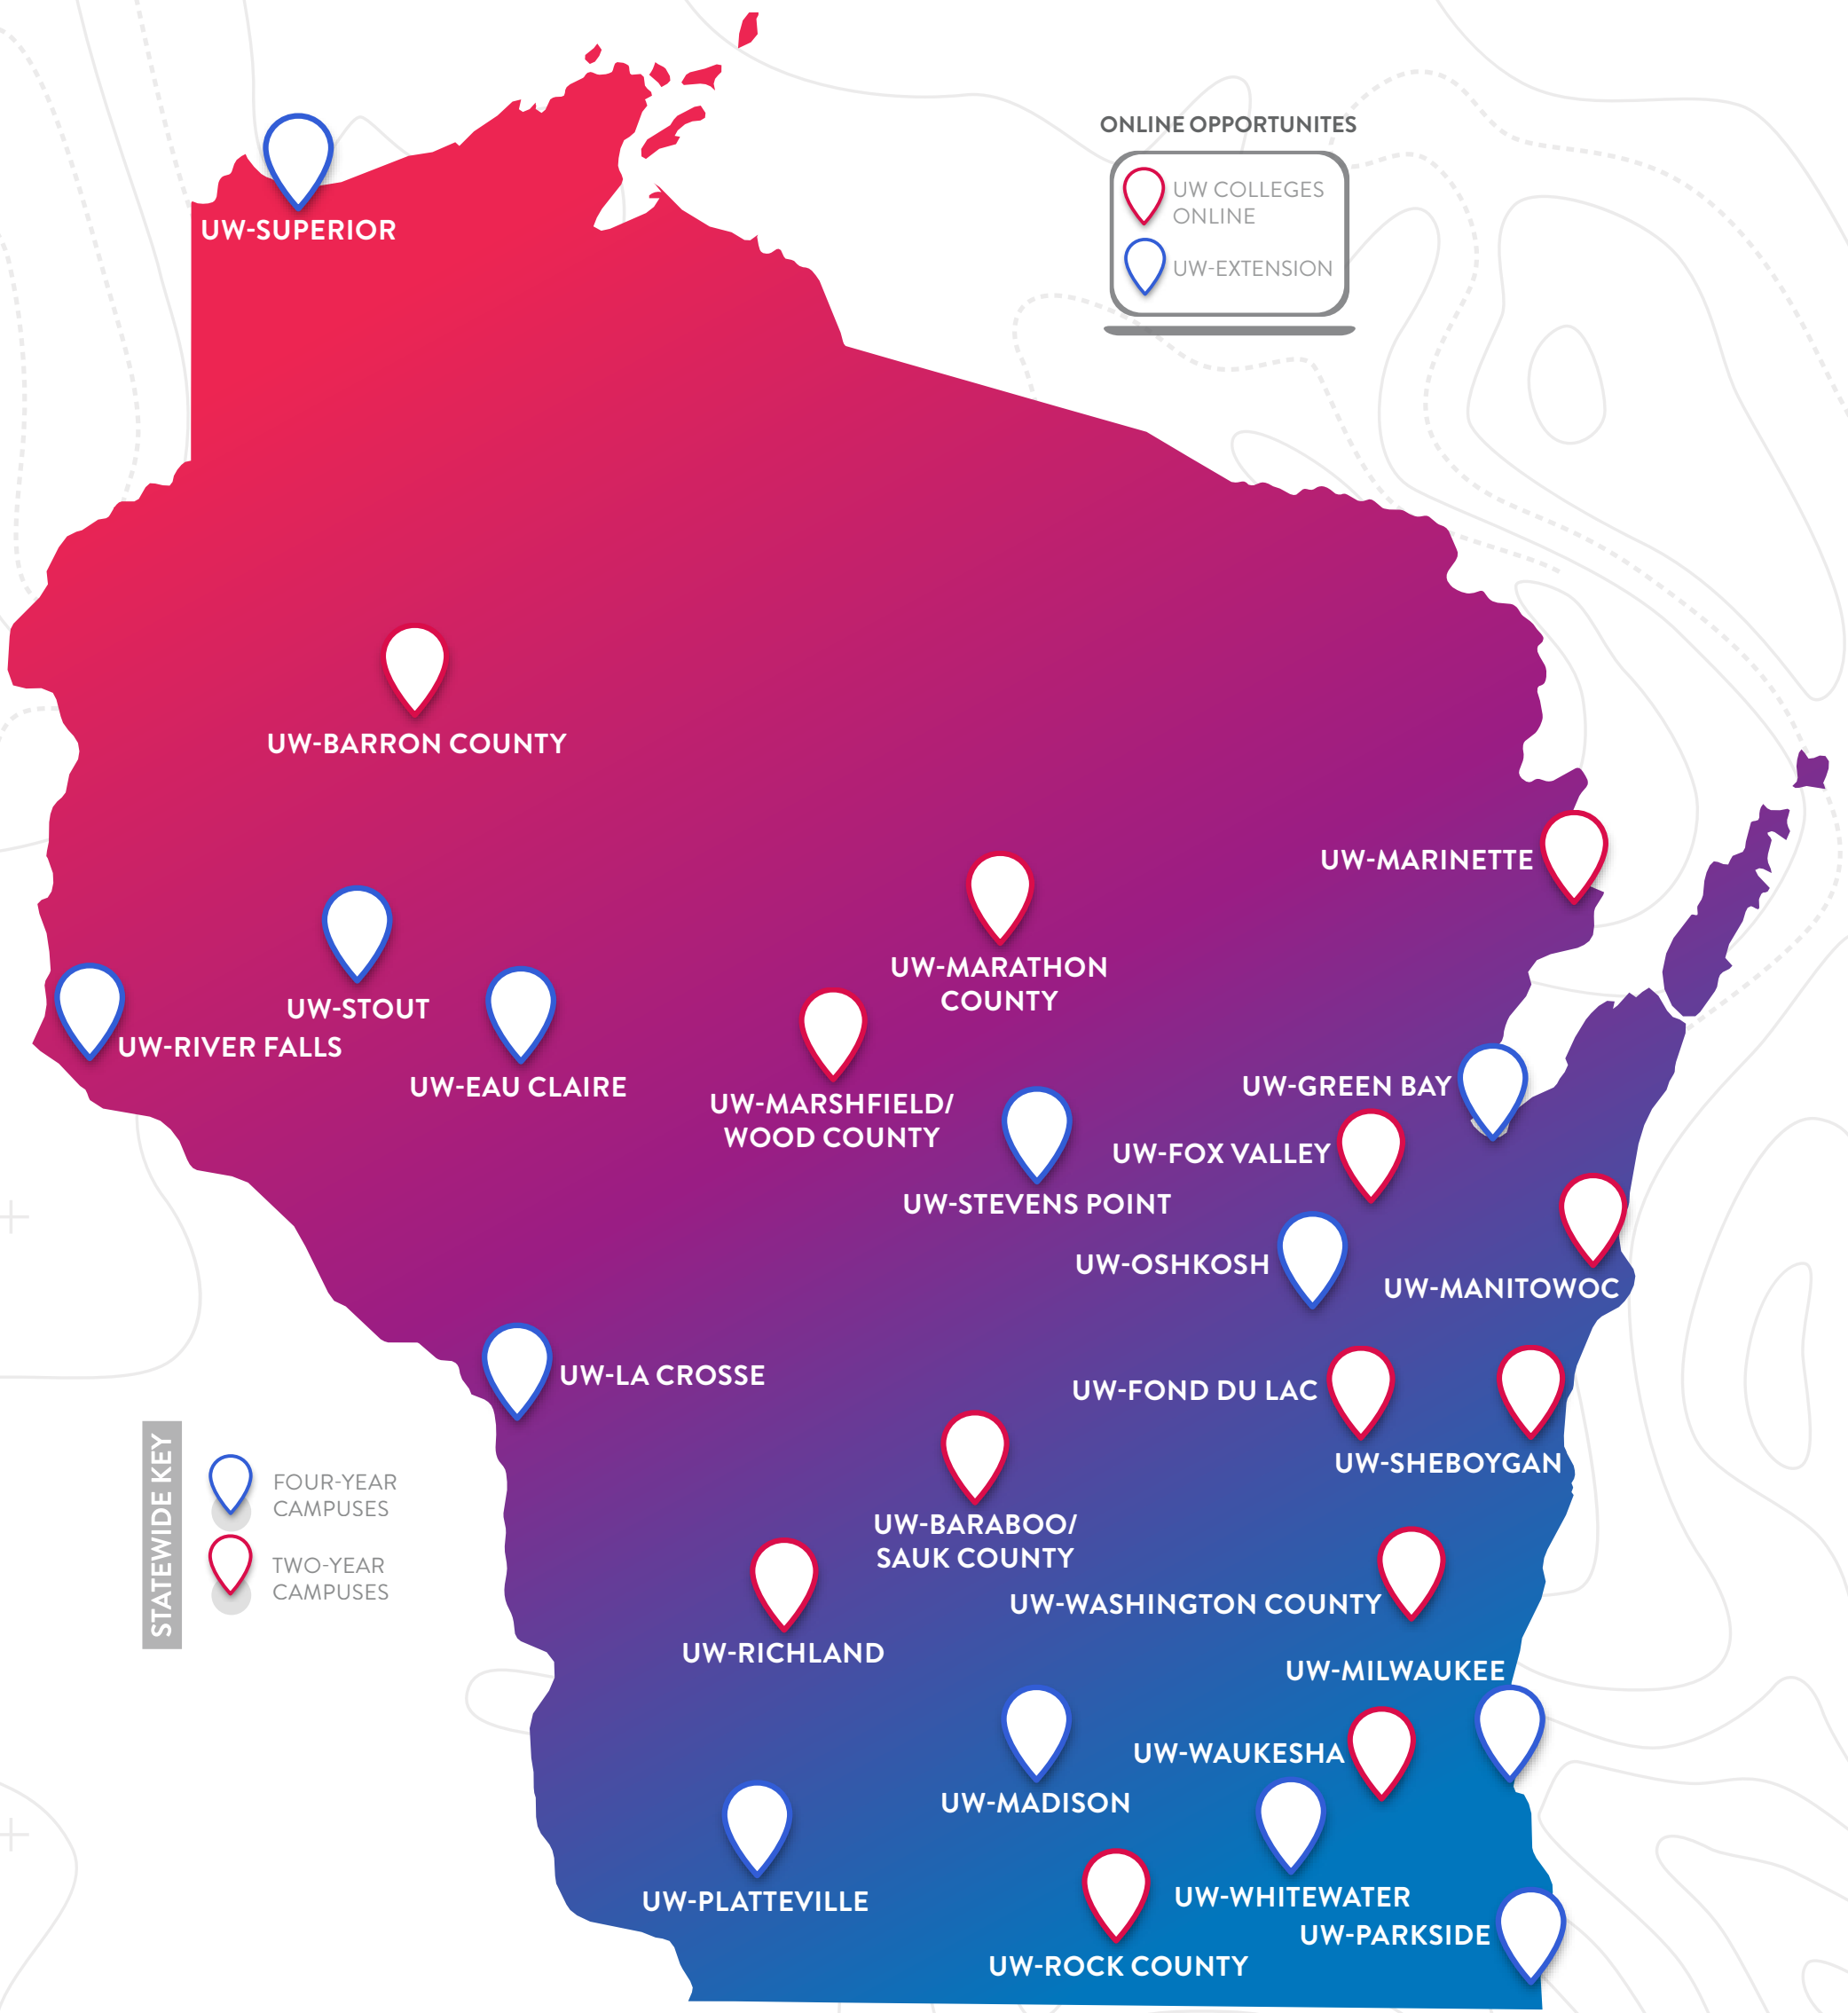 ONLINE OPPORTUNITES
UW COLLEGES
ONLINE
UW-EXTENSION
UW-SUPERIOR
UW-BARRON COUNTY
UW-MARINETTE
UW-MARATHON
COUNTY
UW-STOUT
UW-RIVER FALLS
UW-EAU CLAIRE
UW-MARSHFIELD/
WOOD COUNTY
UW-GREEN BAY
UW-FOX VALLEY
UW-STEVENS POINT
UW-OSHKOSH
UW-MANITOWOC
UW-LA CROSSE
UW-FOND DU LAC
UW-SHEBOYGAN
STATEWIDE KEY
FOUR-YEAR
CAMPUSES
TWO-YEAR
CAMPUSES
UW-BARABOO/
SAUK COUNTY
UW-WASHINGTON COUNTY
UW-RICHLAND
UW-MILWAUKEE
UW-WAUKESHA
UW-MADISON
UW-PLATTEVILLE
UW-WHITEWATER
UW-PARKSIDE
UW-ROCK COUNTY